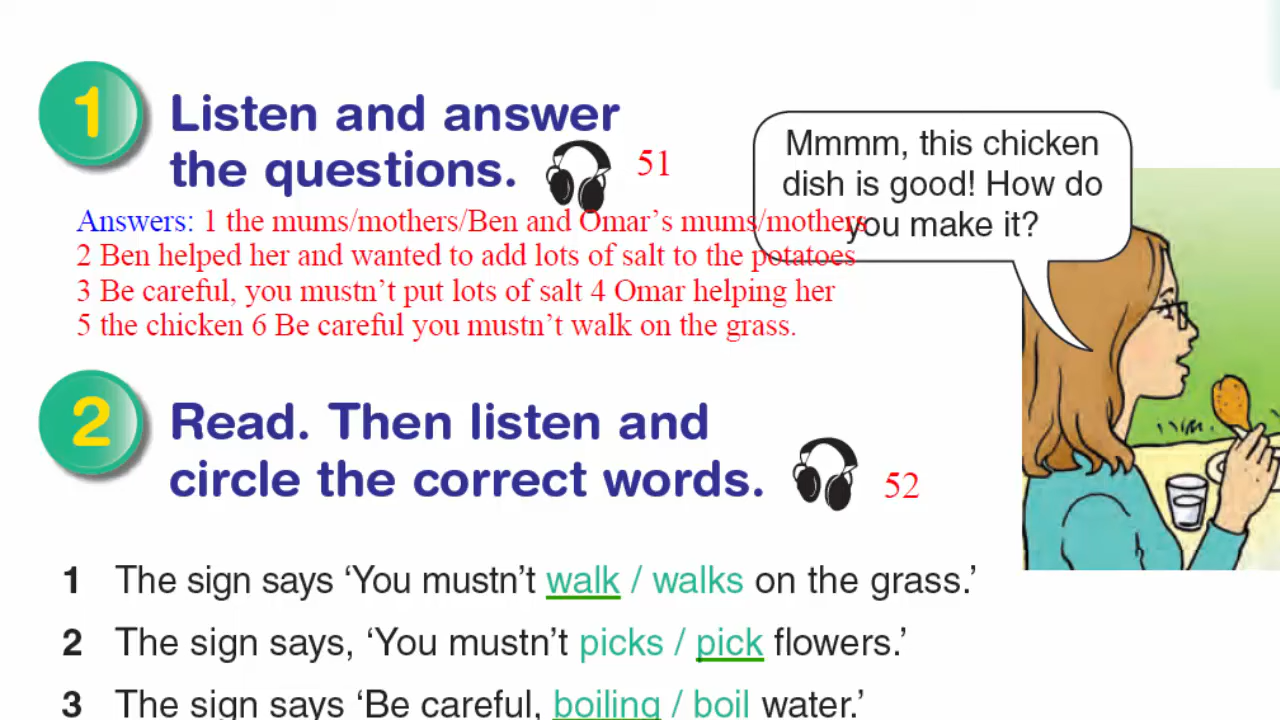 1
Listen and answer
the questions.
51
Mmmm, this chicken
dish is good! How do
you make it?
Answers: 1 the mums/mothers/Ben and Omar's mums/mothers
2 Ben helped her and wanted to add lots of salt to the potatoes
3 Be careful, you mustn't put lots of salt 4 Omar helping her
5 the chicken 6 Be careful you mustn't walk on the grass.
2
Read. Then listen and
circle the correct words.
52
1 The sign says ‘You mustn't walk / walks on the grass.’
2 The sign says, ‘You mustn't picks / pick flowers.’
3 The sign says ‘Be careful, boiling / boil water.’